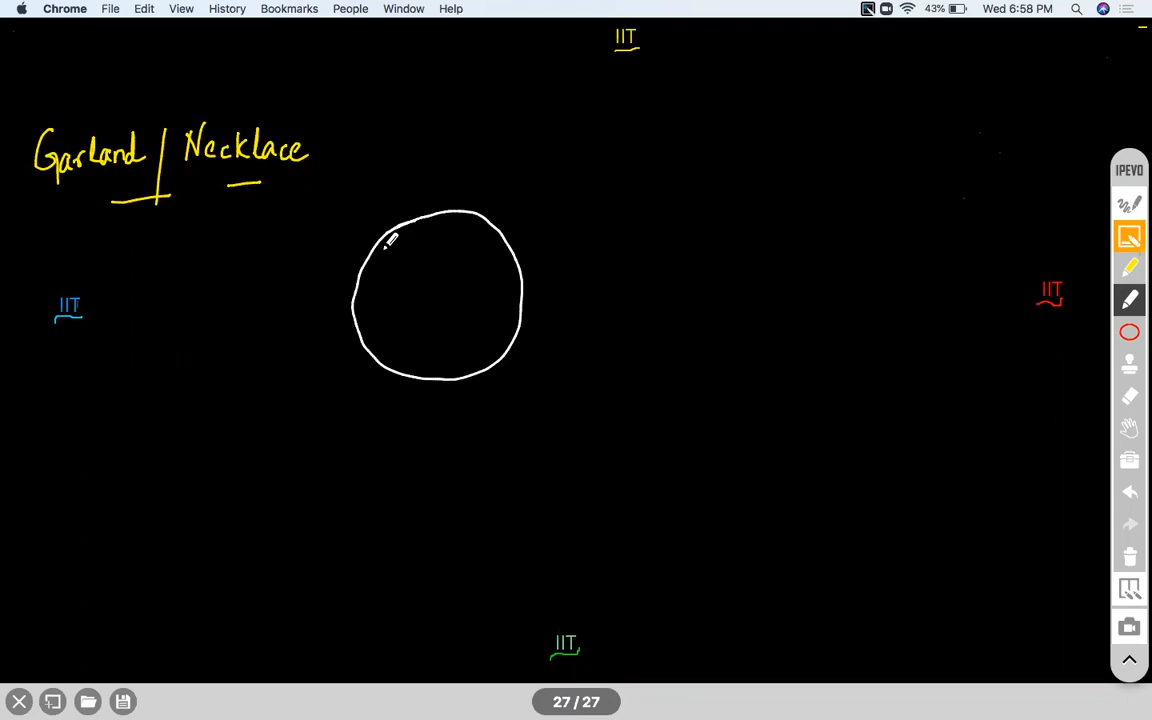 Chrome File Edit View History Bookmarks People Window Help 43% Wed 6:58 PM
IIT
Garland / Necklace
IPEVO
IIT
IIT
IIT
27 / 27